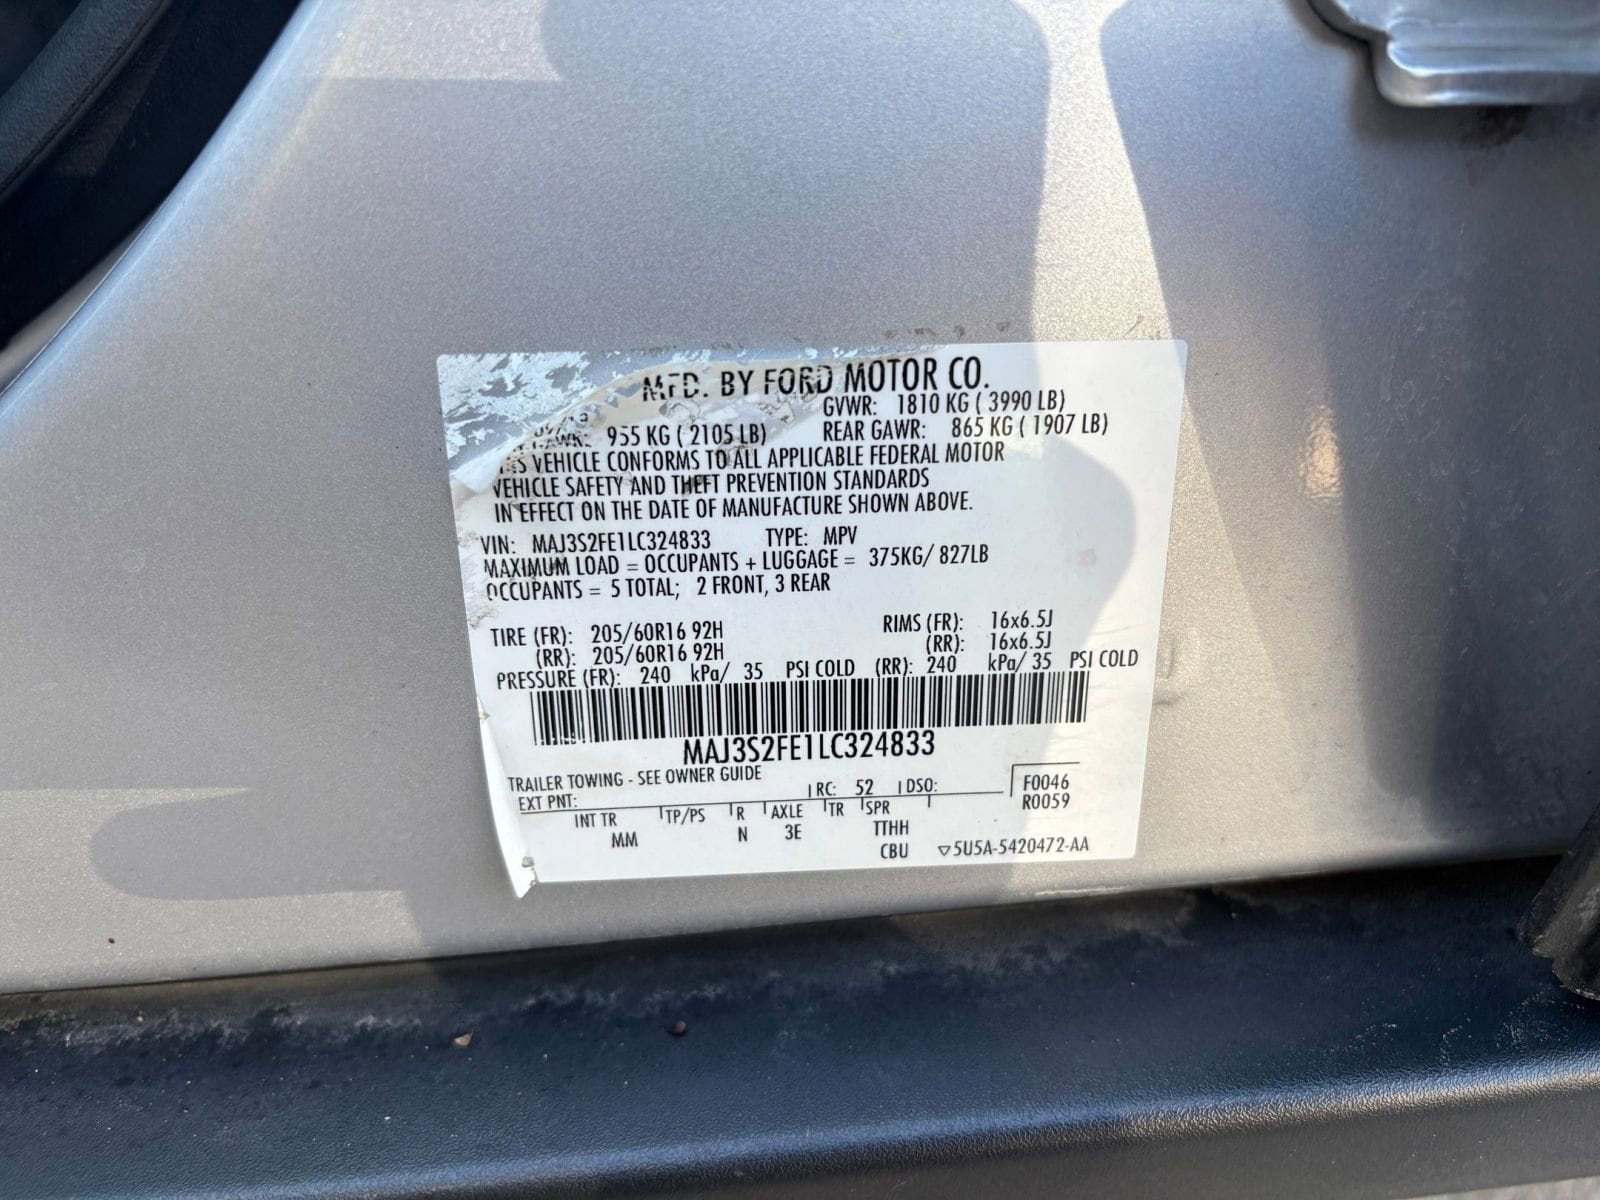 MFD. BY FORD MOTOR CO.
GVWR: 1810 KG ( 3990 LB)
955 KG ( 2105 LB) REAR GAWR: 865 KG ( 1907 LB)
VEHICLE CONFORMS TO ALL APPLICABLE FEDERAL MOTOR
VEHICLE SAFETY AND THEFT PREVENTION STANDARDS
IN EFFECT ON THE DATE OF MANUFACTURE SHOWN ABOVE.
VIN: MAJ3S2FE1LC324833 TYPE: MPV
MAXIMUM LOAD = OCCUPANTS + LUGGAGE = 375KG/ 827LB
OCCUPANTS = 5 TOTAL; 2 FRONT, 3 REAR
TIRE (FR): 205/60R16 92H RIMS (FR): 16x6.5J
(RR): 205/60R16 92H (RR): 16x6.5J
PRESSURE (FR): 240 kPa/ 35 PSI COLD (RR): 240 kPa/ 35 PSI COLD
MAJ3S2FE1LC324833
TRAILER TOWING - SEE OWNER GUIDE
EXT PNT: RC: 52 DSO: F0046
R0059
INT TR TP/PS R AXLE TR SPR
MM N 3E TTHH
CBU ▽5U5A-5420472-AA